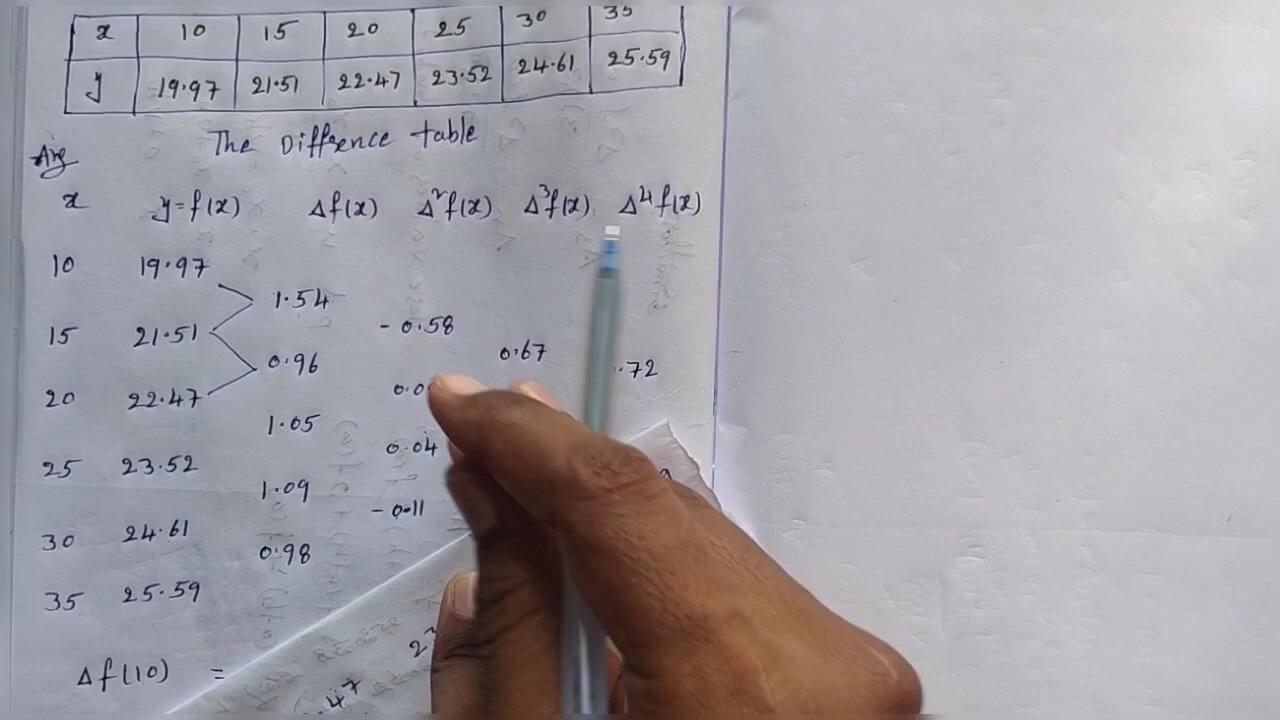 x 10 15 20 25 30 35
y 19.97 21.51 22.47 23.52 24.61 25.59
The Diffrence table
x y=f(x) Δf(x) Δ²f(x) Δ³f(x) Δ⁴f(x)
10 19.97
1.54
15 21.51 -0.58
0.96 0.67
20 22.47 0.0 .72
1.05
25 23.52 0.04
1.09
30 24.61 -0.11
0.98
35 25.59
Δf(10) =